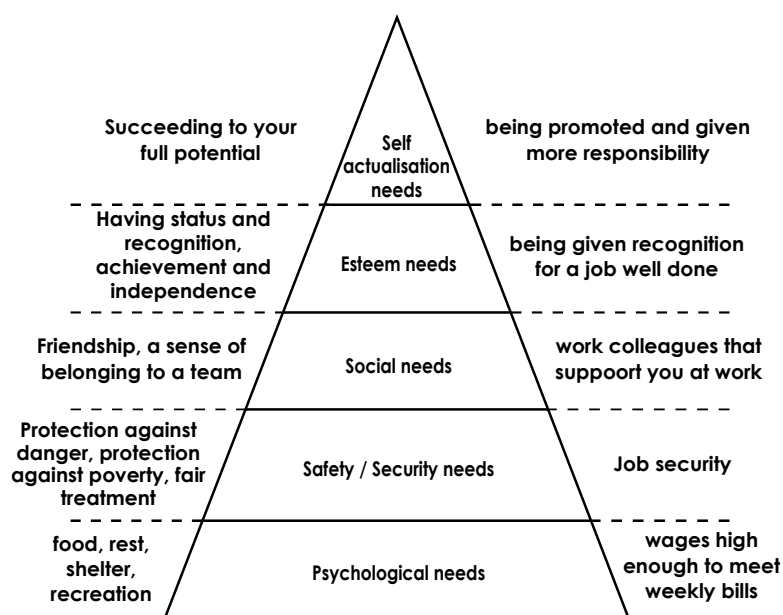 Succeeding to your
full potential
Self
actualisation
needs
being promoted and given
more responsibility
Having status and
recognition,
achievement and
independence
Esteem needs
being given recognition
for a job well done
Friendship, a sense of
belonging to a team
Social needs
work colleagues that
suppoort you at work
Protection against
danger, protection
against poverty, fair
treatment
Safety / Security needs
Job security
food, rest,
shelter,
recreation
Psychological needs
wages high
enough to meet
weekly bills